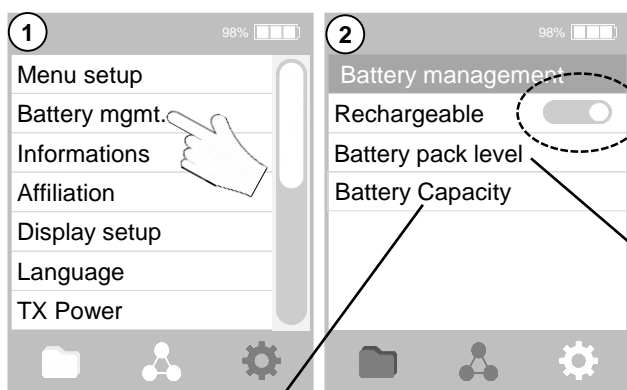 1
98%
Menu setup
Battery mgmt.
Informations
Affiliation
Display setup
Language
TX Power
2
98%
Battery management
Rechargeable
Battery pack level
Battery Capacity